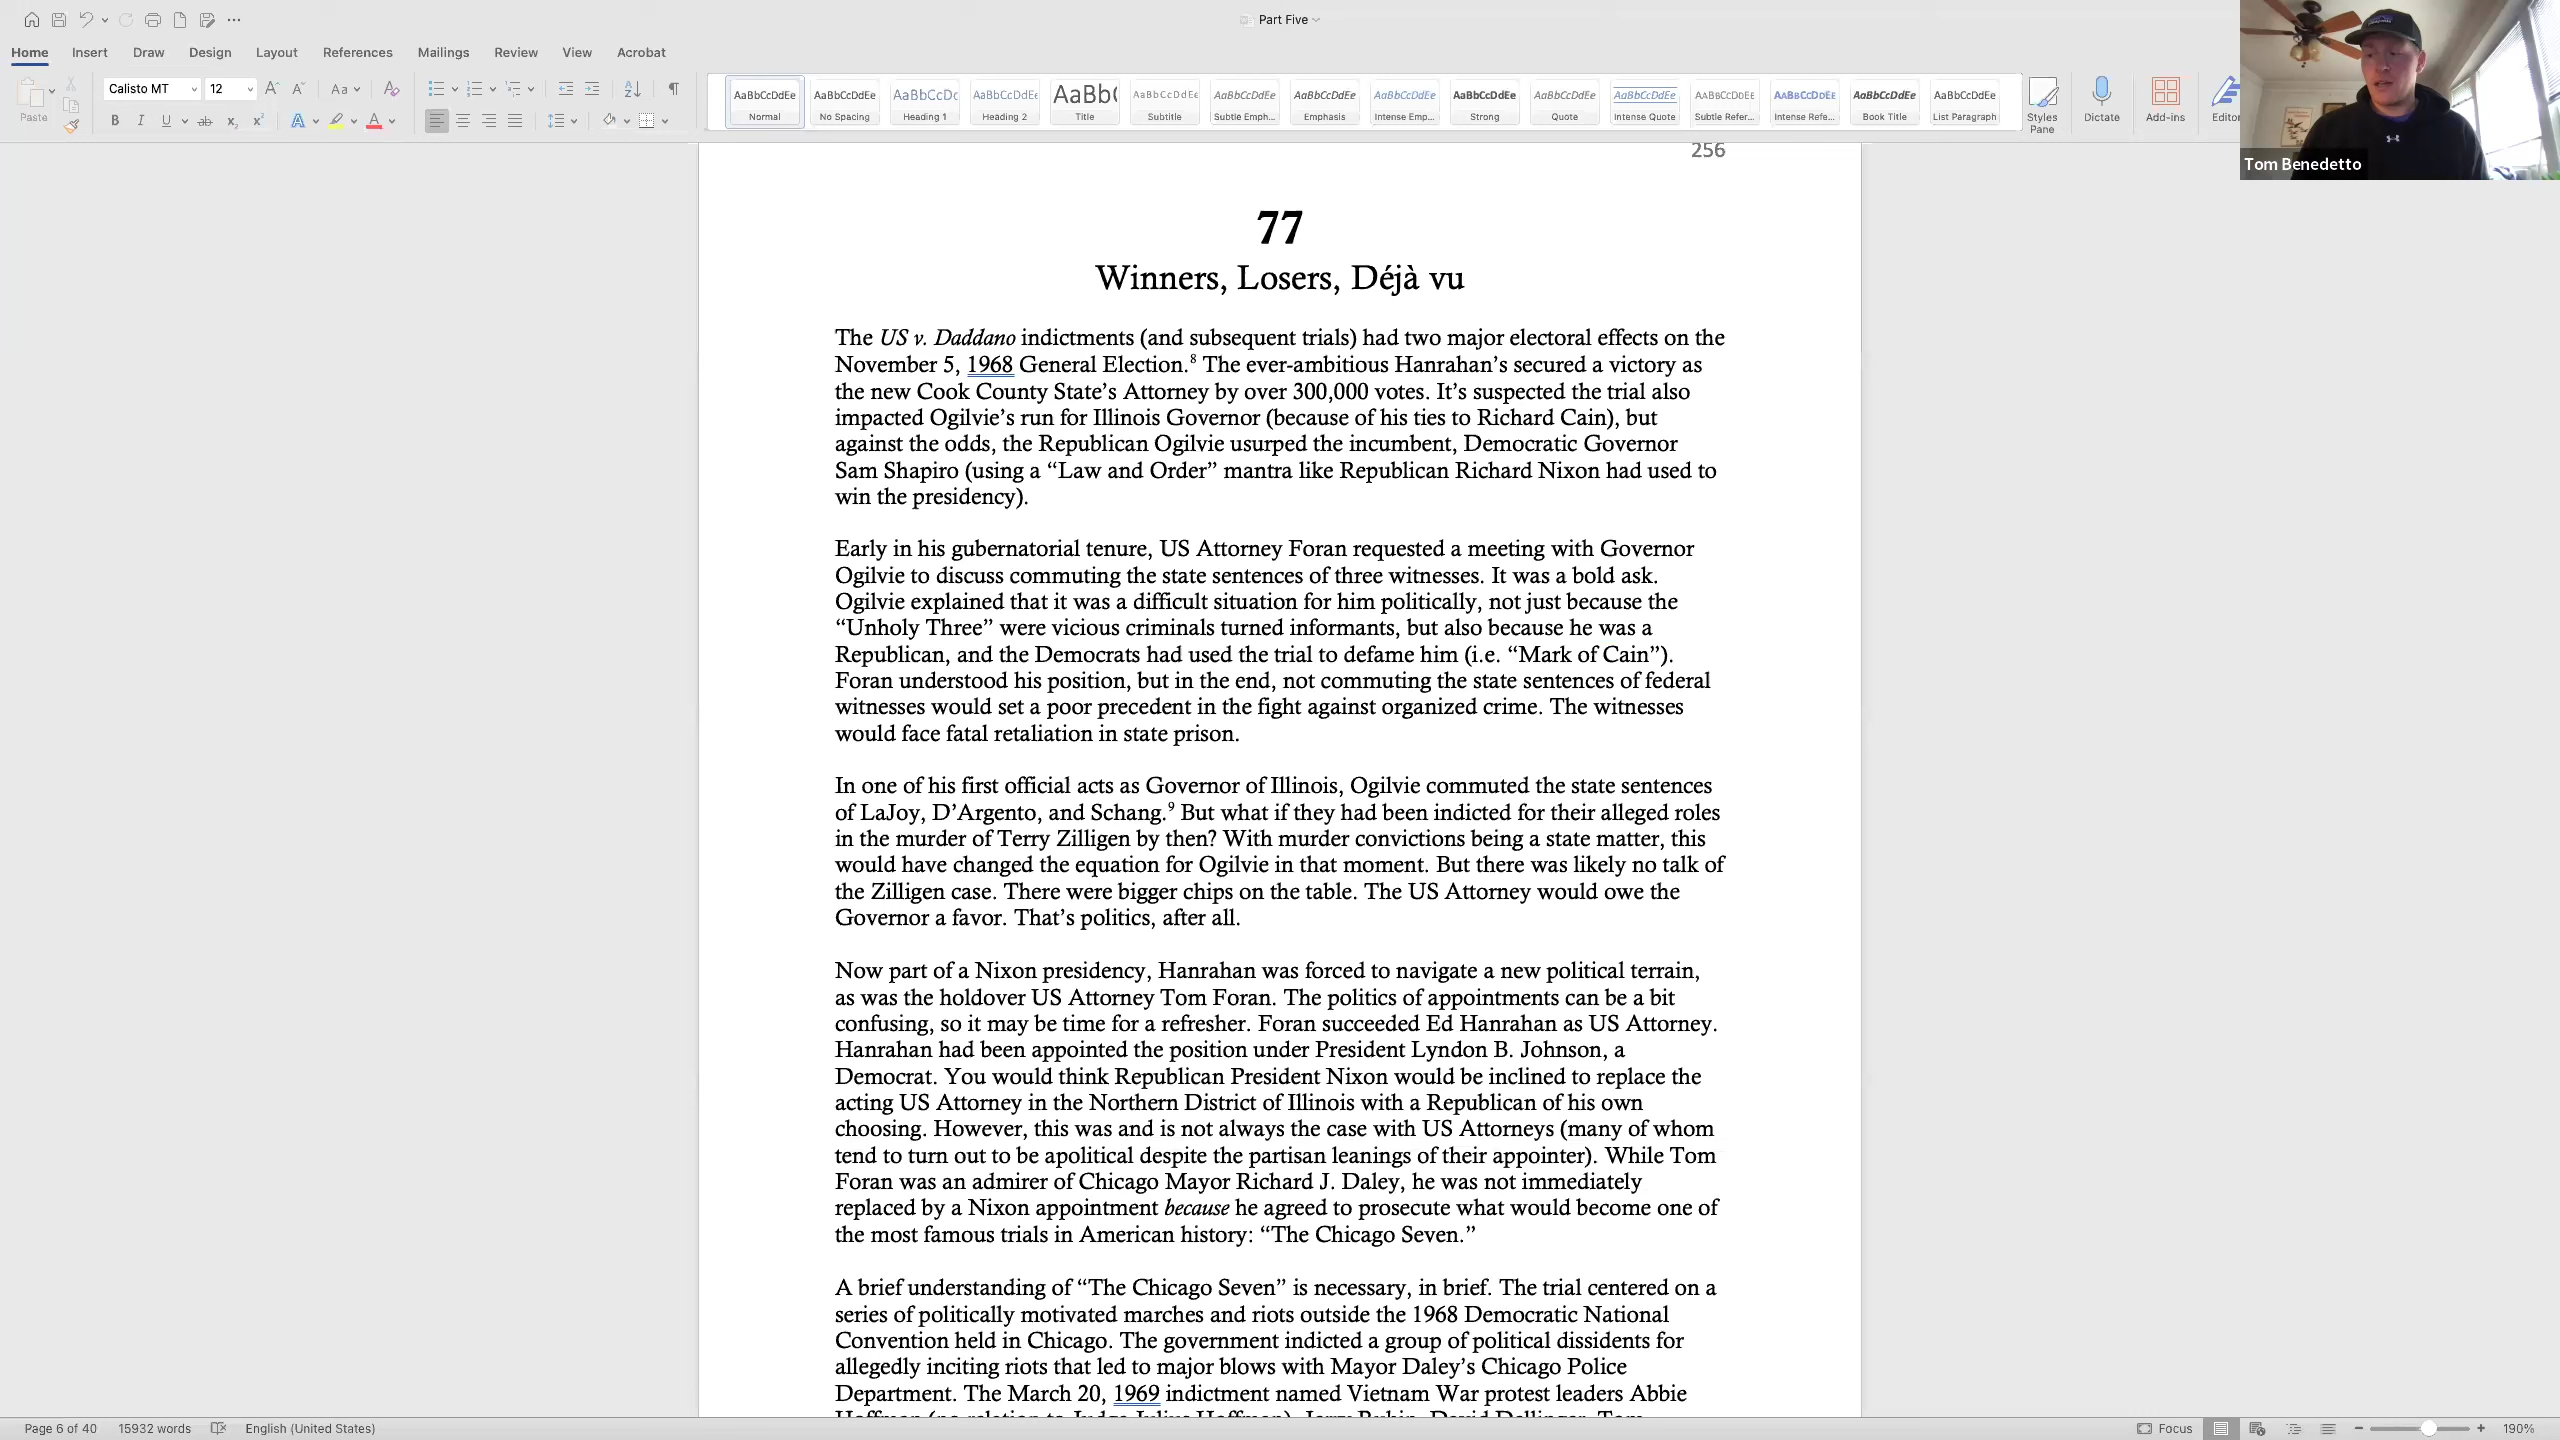 Part Five
Home Insert Draw Design Layout References Mailings Review View Acrobat
Paste
Calisto MT 12
AaBbCcDdEe AaBbCcDdEe AaBbCcDc AaBbCcDdEe AaBbC AaBbCcDdEe AaBbCcDdEe AaBbCcDdEe AaBbCcDdEe AaBbCcDdEe AaBbCcDdEe AaBbCcDdEe AaBbCcDdEe AaBbCcDdEe AaBbCcDdEe AaBbCcDdEe
Normal No Spacing Heading 1 Heading 2 Title Subtitle Subtle Emph... Emphasis Intense Emp... Strong Quote Intense Quote Subtle Refer... Intense Refe... Book Title List Paragraph
Styles Pane Dictate Add-ins Editor
Tom Benedetto
256
77
Winners, Losers, Déjà vu
The US v. Daddano indictments (and subsequent trials) had two major electoral effects on the
November 5, 1968 General Election.8 The ever-ambitious Hanrahan's secured a victory as
the new Cook County State's Attorney by over 300,000 votes. It's suspected the trial also
impacted Ogilvie's run for Illinois Governor (because of his ties to Richard Cain), but
against the odds, the Republican Ogilvie usurped the incumbent, Democratic Governor
Sam Shapiro (using a “Law and Order” mantra like Republican Richard Nixon had used to
win the presidency).
Early in his gubernatorial tenure, US Attorney Foran requested a meeting with Governor
Ogilvie to discuss commuting the state sentences of three witnesses. It was a bold ask.
Ogilvie explained that it was a difficult situation for him politically, not just because the
“Unholy Three” were vicious criminals turned informants, but also because he was a
Republican, and the Democrats had used the trial to defame him (i.e. “Mark of Cain”).
Foran understood his position, but in the end, not commuting the state sentences of federal
witnesses would set a poor precedent in the fight against organized crime. The witnesses
would face fatal retaliation in state prison.
In one of his first official acts as Governor of Illinois, Ogilvie commuted the state sentences
of LaJoy, D'Argento, and Schang.9 But what if they had been indicted for their alleged roles
in the murder of Terry Zilligen by then? With murder convictions being a state matter, this
would have changed the equation for Ogilvie in that moment. But there was likely no talk of
the Zilligen case. There were bigger chips on the table. The US Attorney would owe the
Governor a favor. That's politics, after all.
Now part of a Nixon presidency, Hanrahan was forced to navigate a new political terrain,
as was the holdover US Attorney Tom Foran. The politics of appointments can be a bit
confusing, so it may be time for a refresher. Foran succeeded Ed Hanrahan as US Attorney.
Hanrahan had been appointed the position under President Lyndon B. Johnson, a
Democrat. You would think Republican President Nixon would be inclined to replace the
acting US Attorney in the Northern District of Illinois with a Republican of his own
choosing. However, this was and is not always the case with US Attorneys (many of whom
tend to turn out to be apolitical despite the partisan leanings of their appointer). While Tom
Foran was an admirer of Chicago Mayor Richard J. Daley, he was not immediately
replaced by a Nixon appointment because he agreed to prosecute what would become one of
the most famous trials in American history: “The Chicago Seven.”
A brief understanding of “The Chicago Seven” is necessary, in brief. The trial centered on a
series of politically motivated marches and riots outside the 1968 Democratic National
Convention held in Chicago. The government indicted a group of political dissidents for
allegedly inciting riots that led to major blows with Mayor Daley's Chicago Police
Department. The March 20, 1969 indictment named Vietnam War protest leaders Abbie
Hoffman (no relation to Judge Julius Hoffman), Jerry Rubin, David Dellinger, Tom
Page 6 of 40 15932 words English (United States) Focus 190%